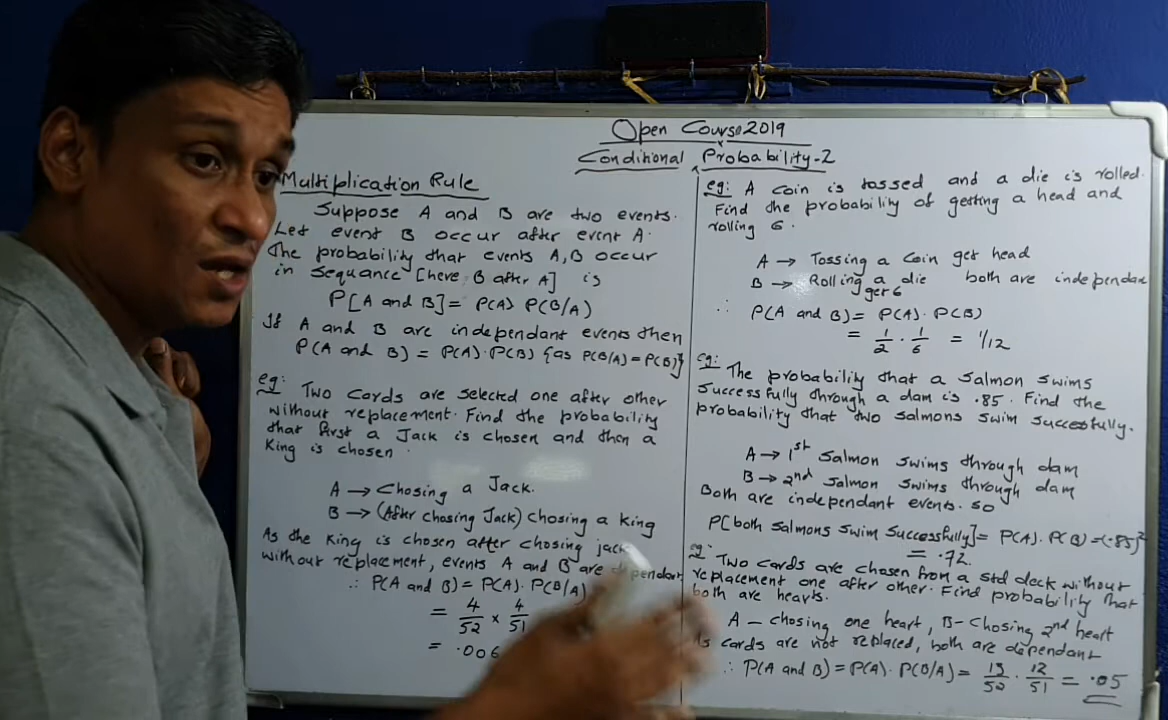 Open Course 2019
Conditional Probability-2
Multiplication Rule
Suppose A and B are two events.
Let event B occur after event A.
The probability that events A,B occur
in sequance [here B after A] is
P[A and B] = P(A) P(B/A)
If A and B are independant events then
P(A and B) = P(A).P(B) {as P(B/A) = P(B)}
eg: Two cards are selected one after other
without replacement. Find the probability
that first a Jack is chosen and then a
King is chosen.
A → Chosing a Jack.
B → (After chosing Jack) chosing a King
As the King is chosen after chosing jack
without replacement, events A and B are dependant
∴ P(A and B) = P(A). P(B/A)
= 4/52 × 4/51
= .006
eg: A coin is tossed and a die is rolled.
Find the probability of getting a head and
rolling 6.
A → Tossing a coin get head
B → Rolling a die both are independant
get 6
∴ P(A and B) = P(A). P(B)
= 1/2 . 1/6 = 1/12
eg: The probability that a salmon swims
successfully through a dam is .85. Find the
probability that two salmons swim successfully.
A → 1st salmon swims through dam
B → 2nd salmon swims through dam
Both are independant events. so
P[both salmons swim successfully] = P(A). P(B) = (.85)²
= .72.
eg: Two cards are chosen from a std deck without
replacement one after other. Find probability that
both are hearts.
A - chosing one heart, B - chosing 2nd heart
As cards are not replaced, both are dependant
∴ P(A and B) = P(A). P(B/A) = 13/52 . 12/51 = .05